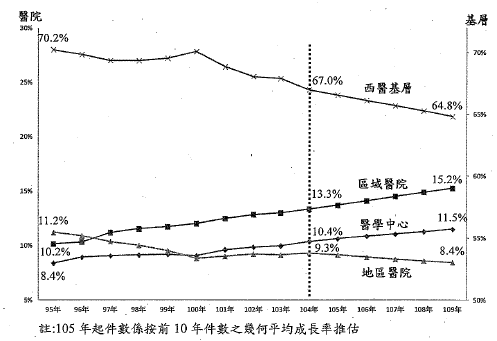 醫院 基層
30% 70%
70.2%
25% 67.0% 西醫基層 65%
64.8%
20% 60%
13.3% 區域醫院 15.2%
15% 醫學中心
11.2% 10.4% 11.5%
10% 10.2% 9.3% 55%
8.4% 地區醫院 8.4%
5% 50%
95年 96年 97年 98年 99年 100年 101年 102年 103年 104年 105年 106年 107年 108年 109年
註:105年起件數係按前10年件數之幾何平均成長率推估